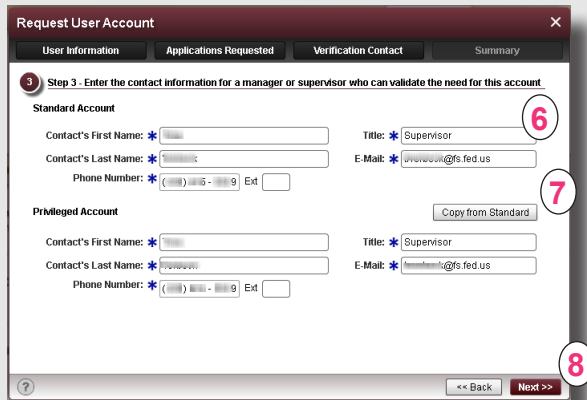 Request User Account ×
User Information Applications Requested Verification Contact Summary
3 Step 3 - Enter the contact information for a manager or supervisor who can validate the need for this account
Standard Account
6
Contact's First Name: * Title: * Supervisor
Contact's Last Name: * E-Mail: * @fs.fed.us
Phone Number: * ( ) - 9 Ext
7
Privileged Account Copy from Standard
Contact's First Name: * Title: * Supervisor
Contact's Last Name: * E-Mail: * @fs.fed.us
Phone Number: * ( ) - 9 Ext
8
? << Back Next >>